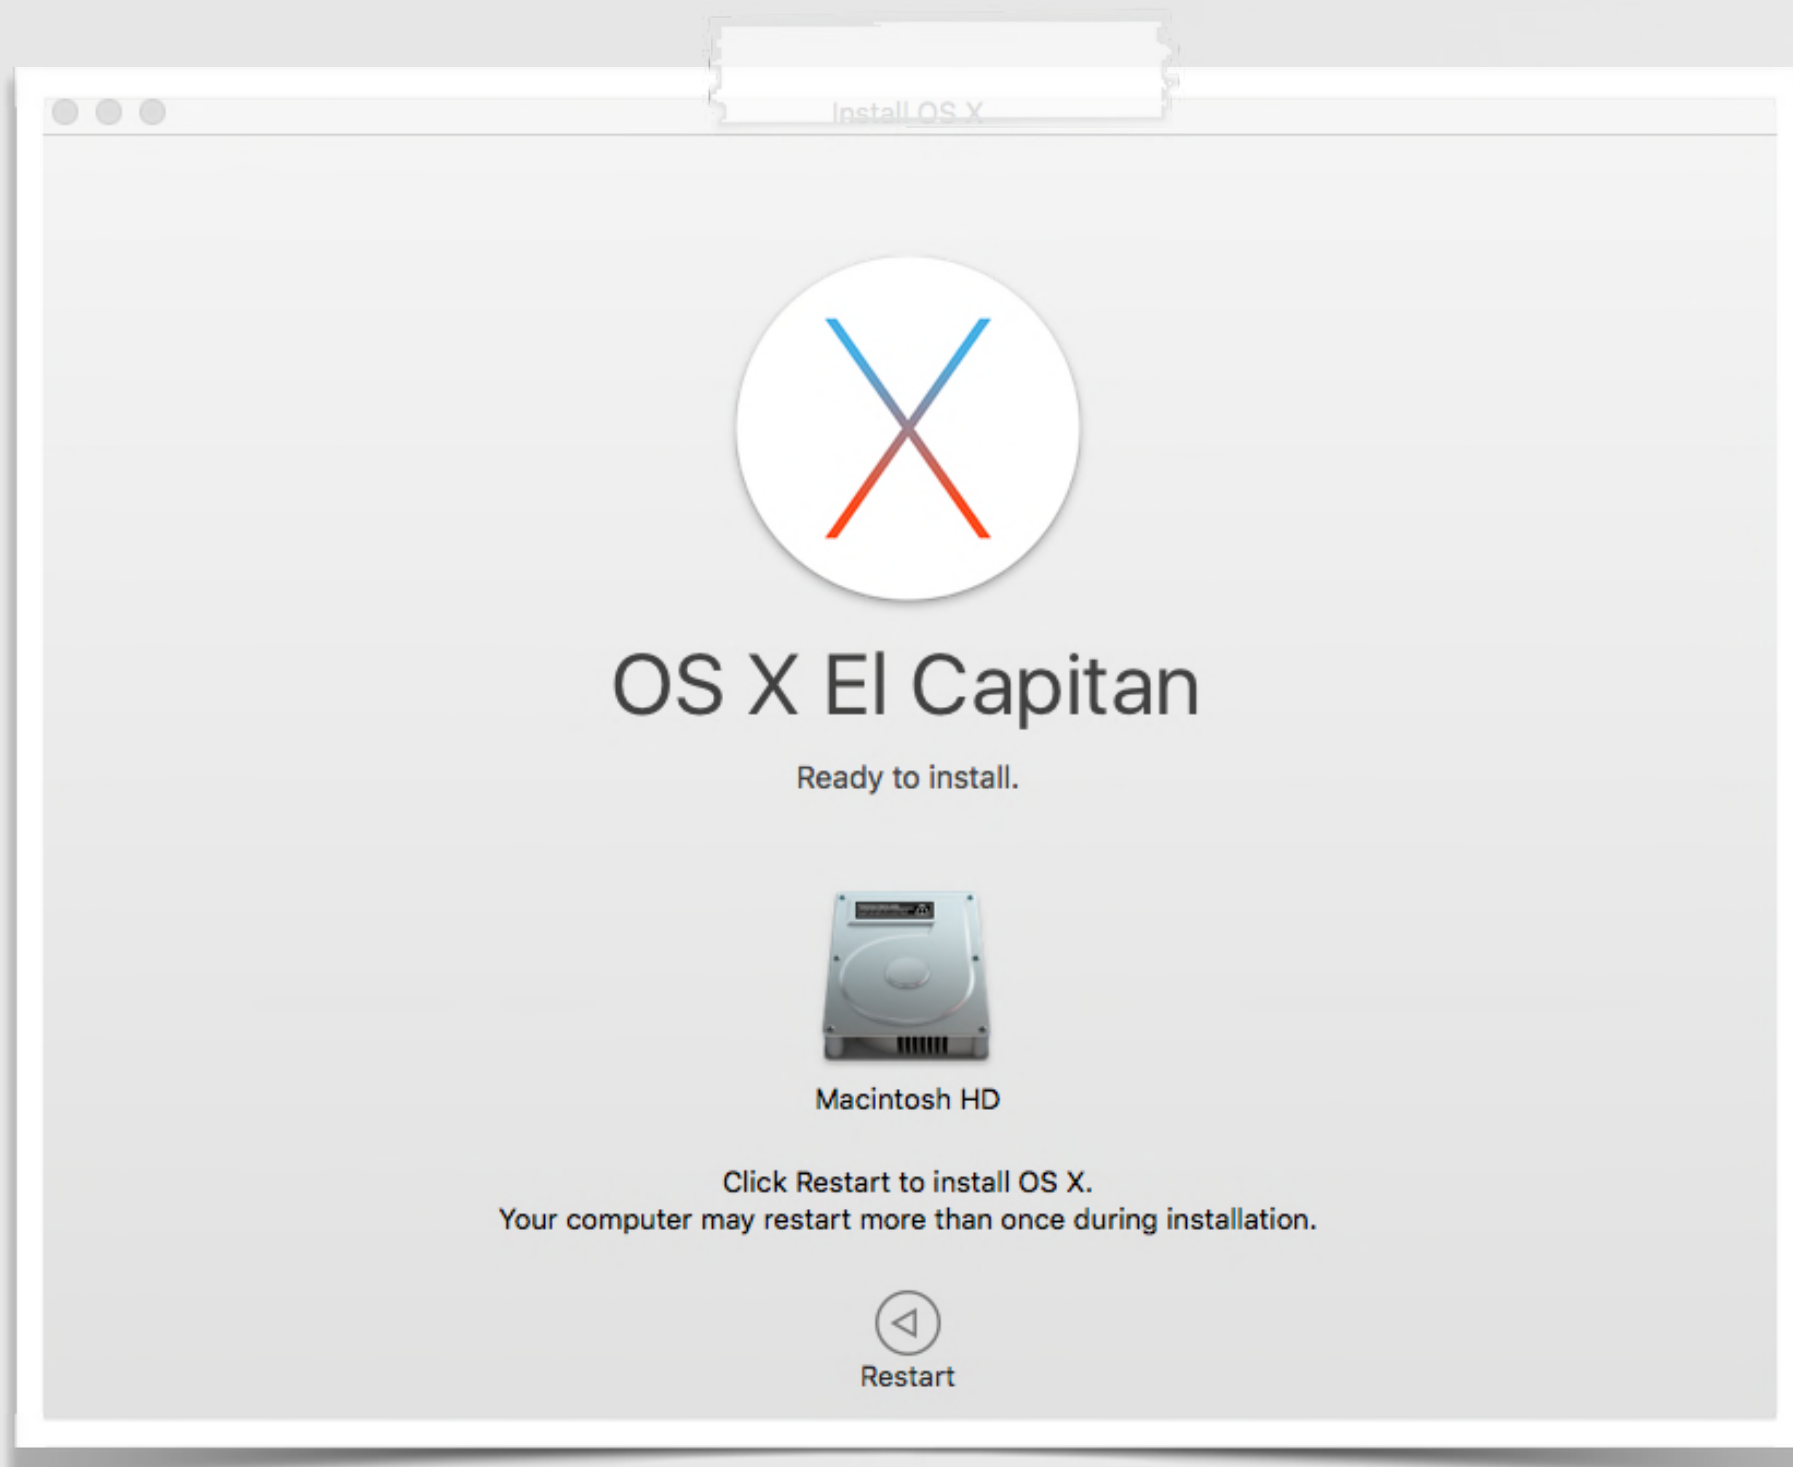 Install OS X
OS X El Capitan
Ready to install.
Macintosh HD
Click Restart to install OS X.
Your computer may restart more than once during installation.
Restart